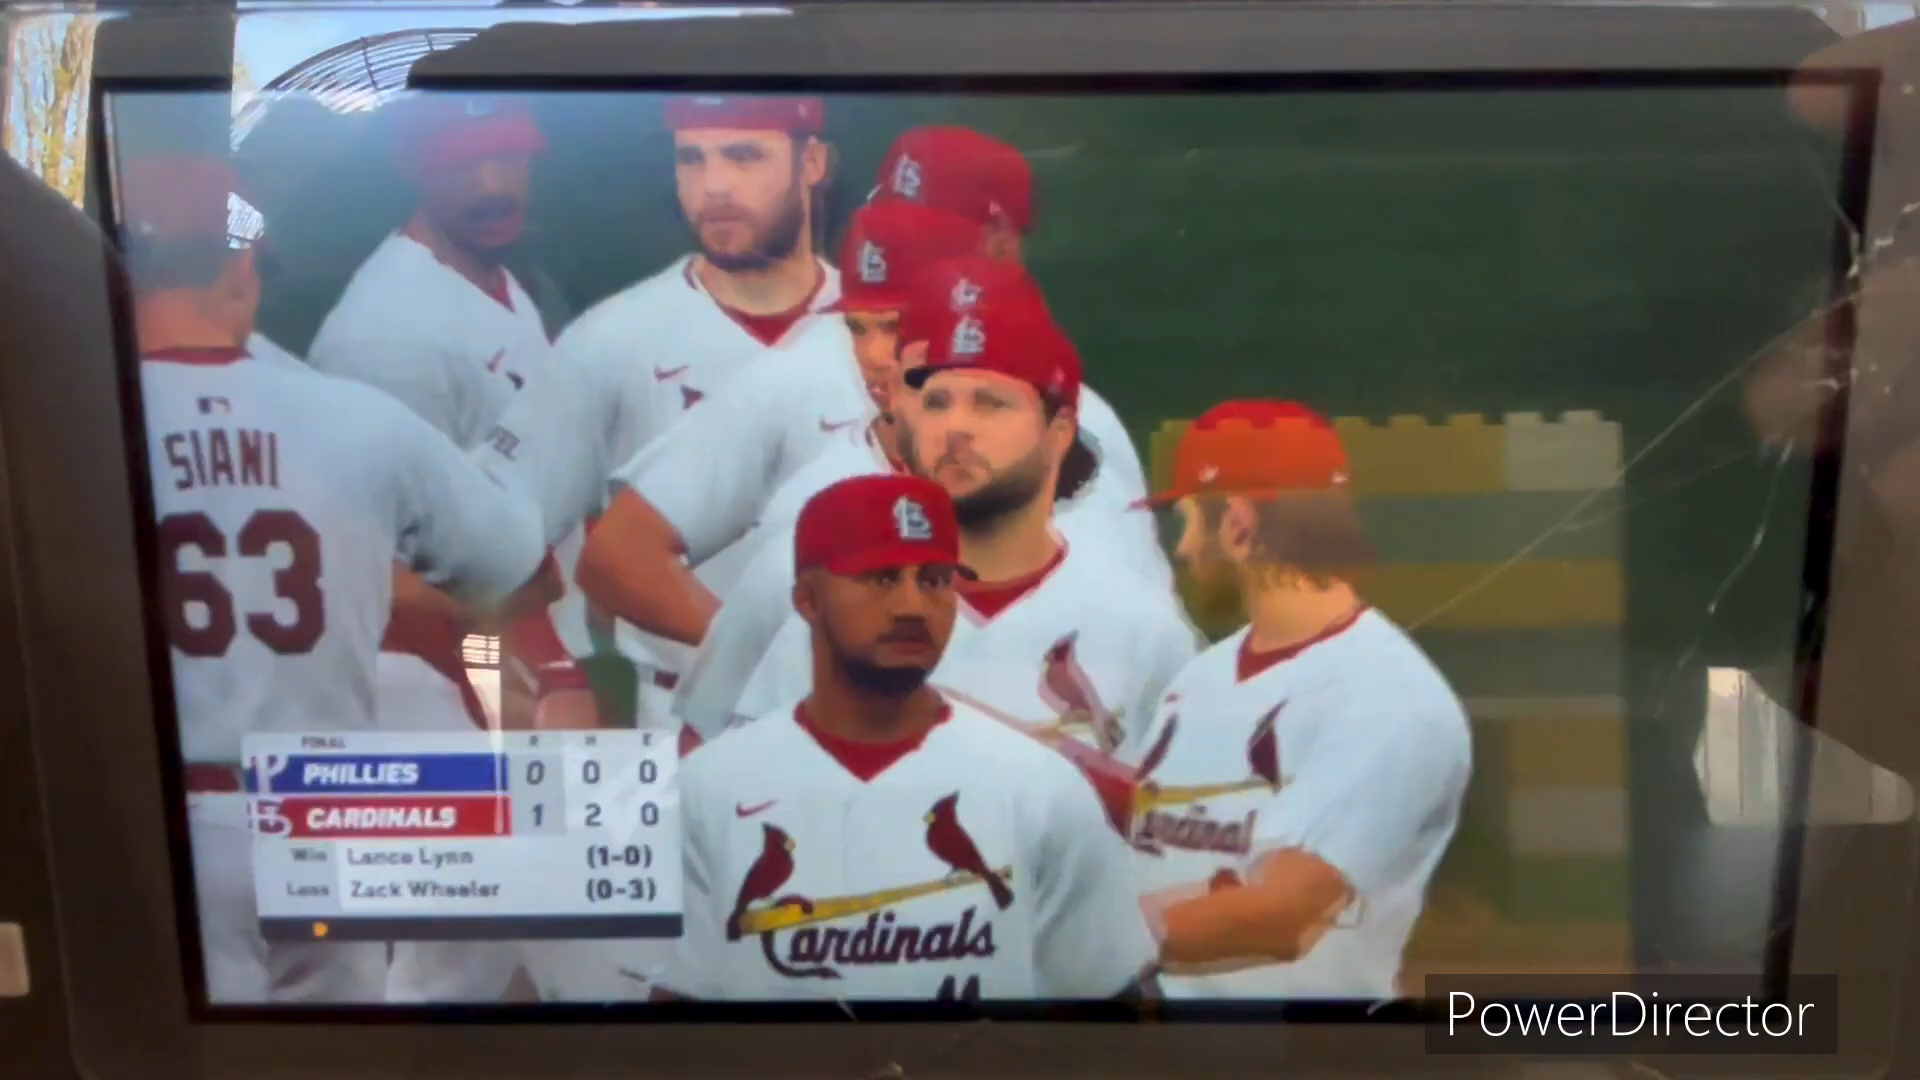 SIANI
63
FINAL R H E
PHILLIES 0 0 0
CARDINALS 1 2 0
Win Lance Lynn (1-0)
Loss Zack Wheeler (0-3)
Cardinals
Cardinal
PowerDirector